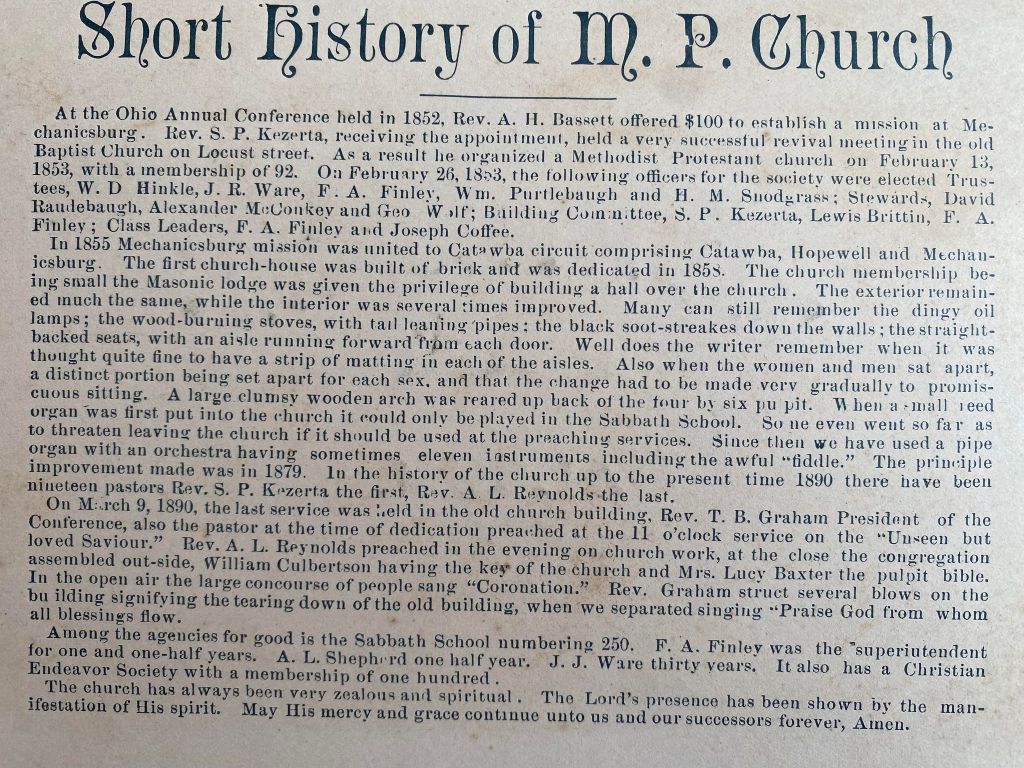 Short History of M. P. Church
At the Ohio Annual Conference held in 1852, Rev. A. H. Bassett offered $100 to establish a mission at Me-
chanicsburg. Rev. S. P. Kezerta, receiving the appointment, held a very successful revival meeting in the old
Baptist Church on Locust street. As a result he organized a Methodist Protestant church on February 13,
1853, with a membership of 92. On February 26, 1853, the following officers for the society were elected Trus-
tees, W. D Hinkle, J. R. Ware, F. A. Finley, Wm. Purtlebaugh and H. M. Snodgrass; Stewards, David
Raudebaugh, Alexander McConkey and Geo Wolf; Building Committee, S. P. Kezerta, Lewis Brittin, F. A.
Finley; Class Leaders, F. A. Finley and Joseph Coffee.
In 1855 Mechanicsburg mission was united to Catawba circuit comprising Catawba, Hopewell and Mechan-
icsburg. The first church-house was built of brick and was dedicated in 1858. The church membership be-
ing small the Masonic lodge was given the privilege of building a hall over the church. The exterior remain-
ed much the same, while the interior was several times improved. Many can still remember the dingy oil
lamps; the wood-burning stoves, with tall leaning pipes; the black soot-streakes down the walls; the straight-
backed seats, with an aisle running forward from each door. Well does the writer remember when it was
thought quite fine to have a strip of matting in each of the aisles. Also when the women and men sat apart,
a distinct portion being set apart for each sex, and that the change had to be made very gradually to promis-
cuous sitting. A large clumsy wooden arch was reared up back of the four by six pulpit. When a small reed
organ was first put into the church it could only be played in the Sabbath School. Some even went so far as
to threaten leaving the church if it should be used at the preaching services. Since then we have used a pipe
organ with an orchestra having sometimes eleven instruments including the awful "fiddle." The principle
improvement made was in 1879. In the history of the church up to the present time 1890 there have been
nineteen pastors Rev. S. P. Kezerta the first, Rev. A. L. Reynolds the last.
On March 9, 1890, the last service was held in the old church building, Rev. T. B. Graham President of the
Conference, also the pastor at the time of dedication preached at the 11 o'clock service on the "Unseen but
loved Saviour." Rev. A. L. Reynolds preached in the evening on church work, at the close the congregation
assembled out-side, William Culbertson having the key of the church and Mrs. Lucy Baxter the pulpit bible.
In the open air the large concourse of people sang "Coronation." Rev. Graham struct several blows on the
bu ilding signifying the tearing down of the old building, when we separated singing "Praise God from whom
all blessings flow.
Among the agencies for good is the Sabbath School numbering 250. F. A. Finley was the superiutendent
for one and one-half years. A. L. Shepherd one half year. J. J. Ware thirty years. It also has a Christian
Endeavor Society with a membership of one hundred.
The church has always been very zealous and spiritual. The Lord's presence has been shown by the man-
ifestation of His spirit. May His mercy and grace continue unto us and our successors forever, Amen.